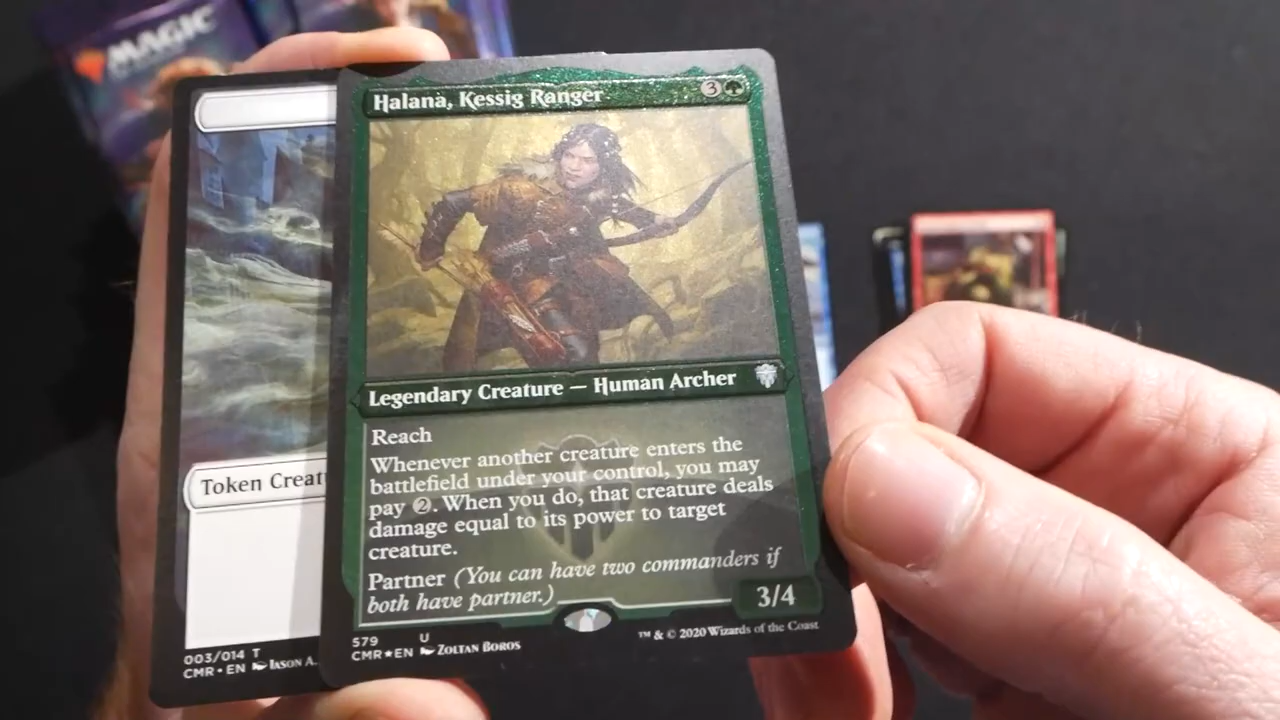 MAGIC
Halana, Kessig Ranger 3
Legendary Creature — Human Archer
Reach
Whenever another creature enters the
battlefield under your control, you may
pay 2. When you do, that creature deals
damage equal to its power to target
creature.
Partner (You can have two commanders if
both have partner.)
3/4
579 U
CMR★EN ZOLTAN BOROS
™ & © 2020 Wizards of the Coast
Token Creat
003/014 T
CMR • EN JASON A.